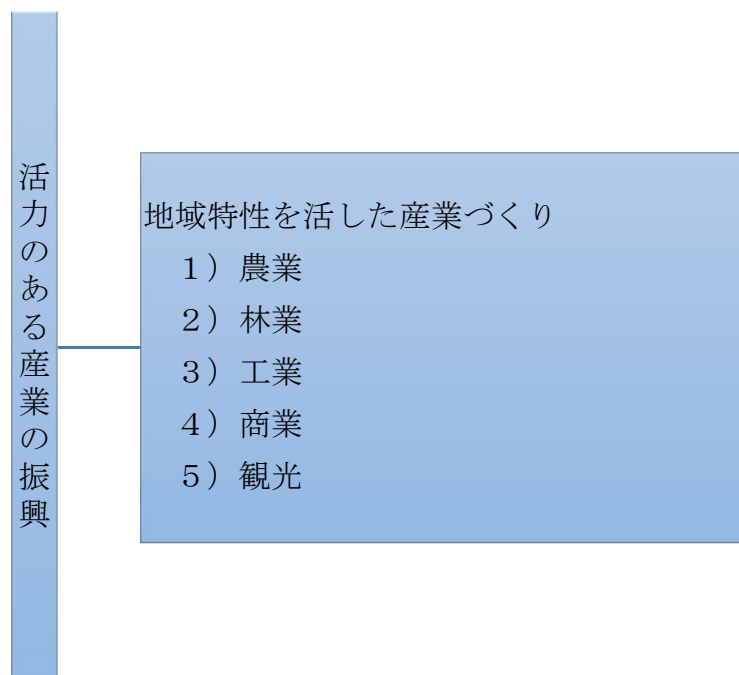 活力のある産業の振興
地域特性を活した産業づくり
１）農業
２）林業
３）工業
４）商業
５）観光